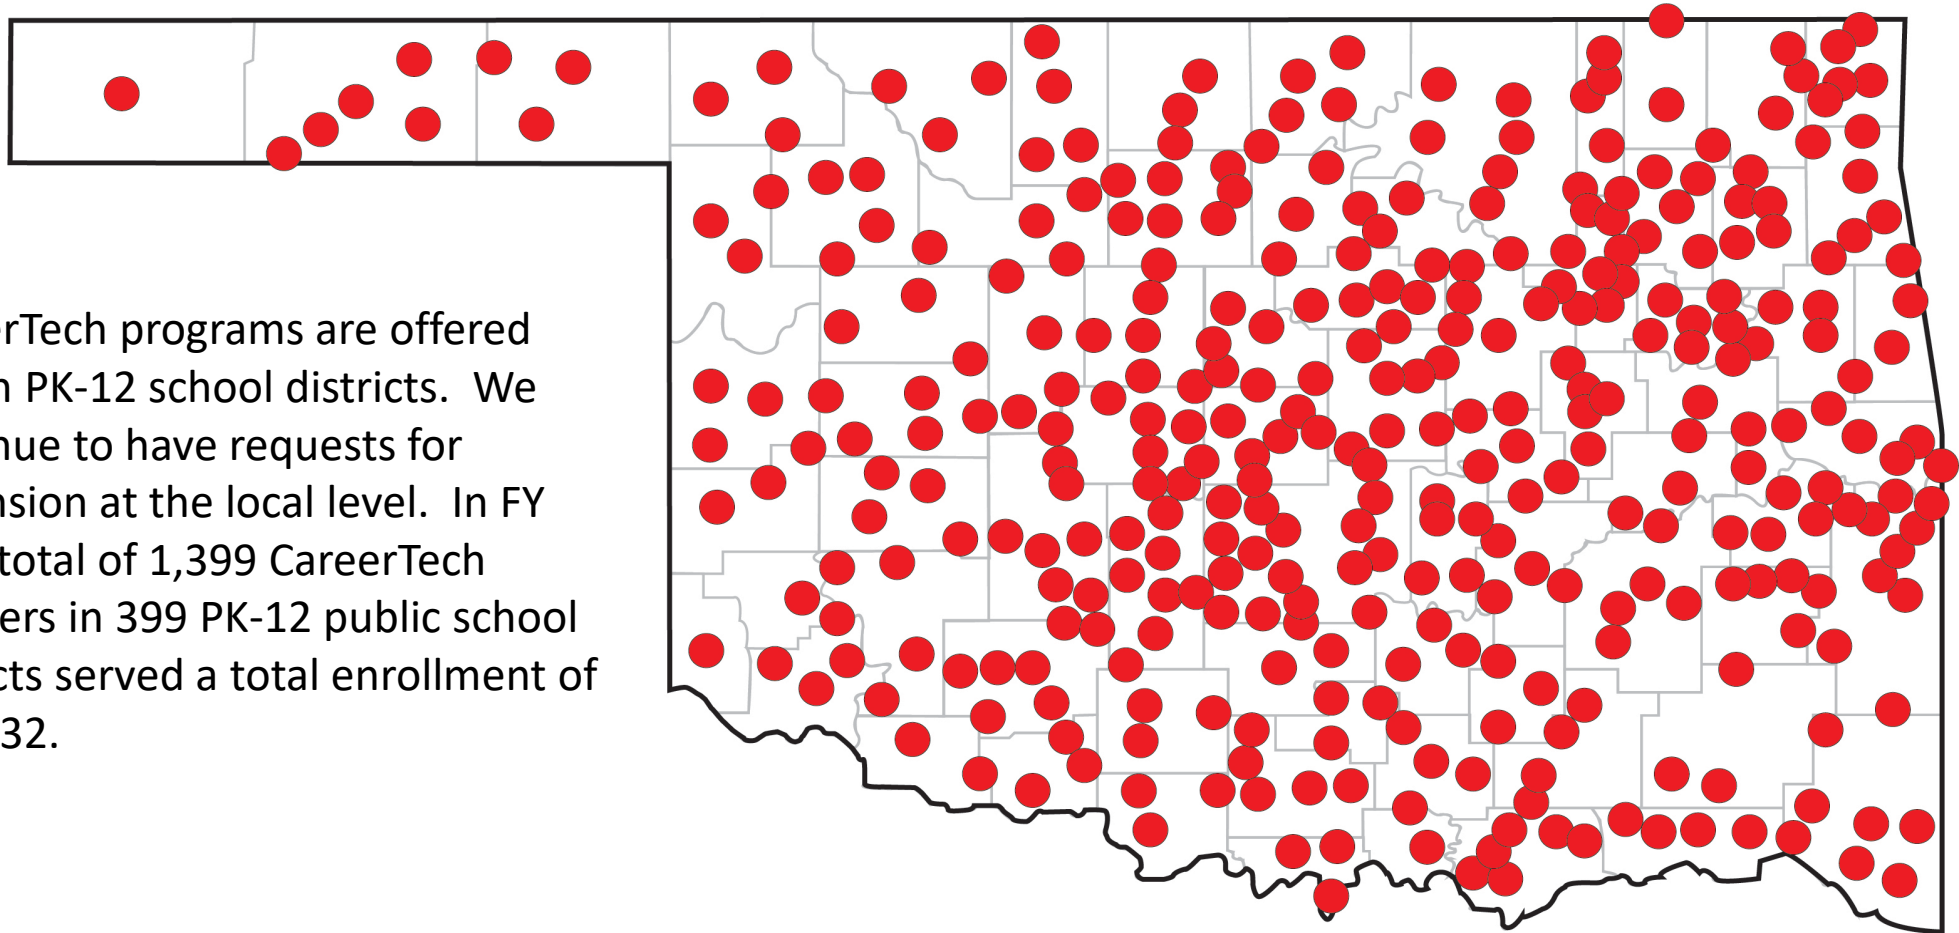 erTech programs are offered
n PK-12 school districts. We
nue to have requests for
nsion at the local level. In FY
total of 1,399 CareerTech
ers in 399 PK-12 public school
cts served a total enrollment of
32.